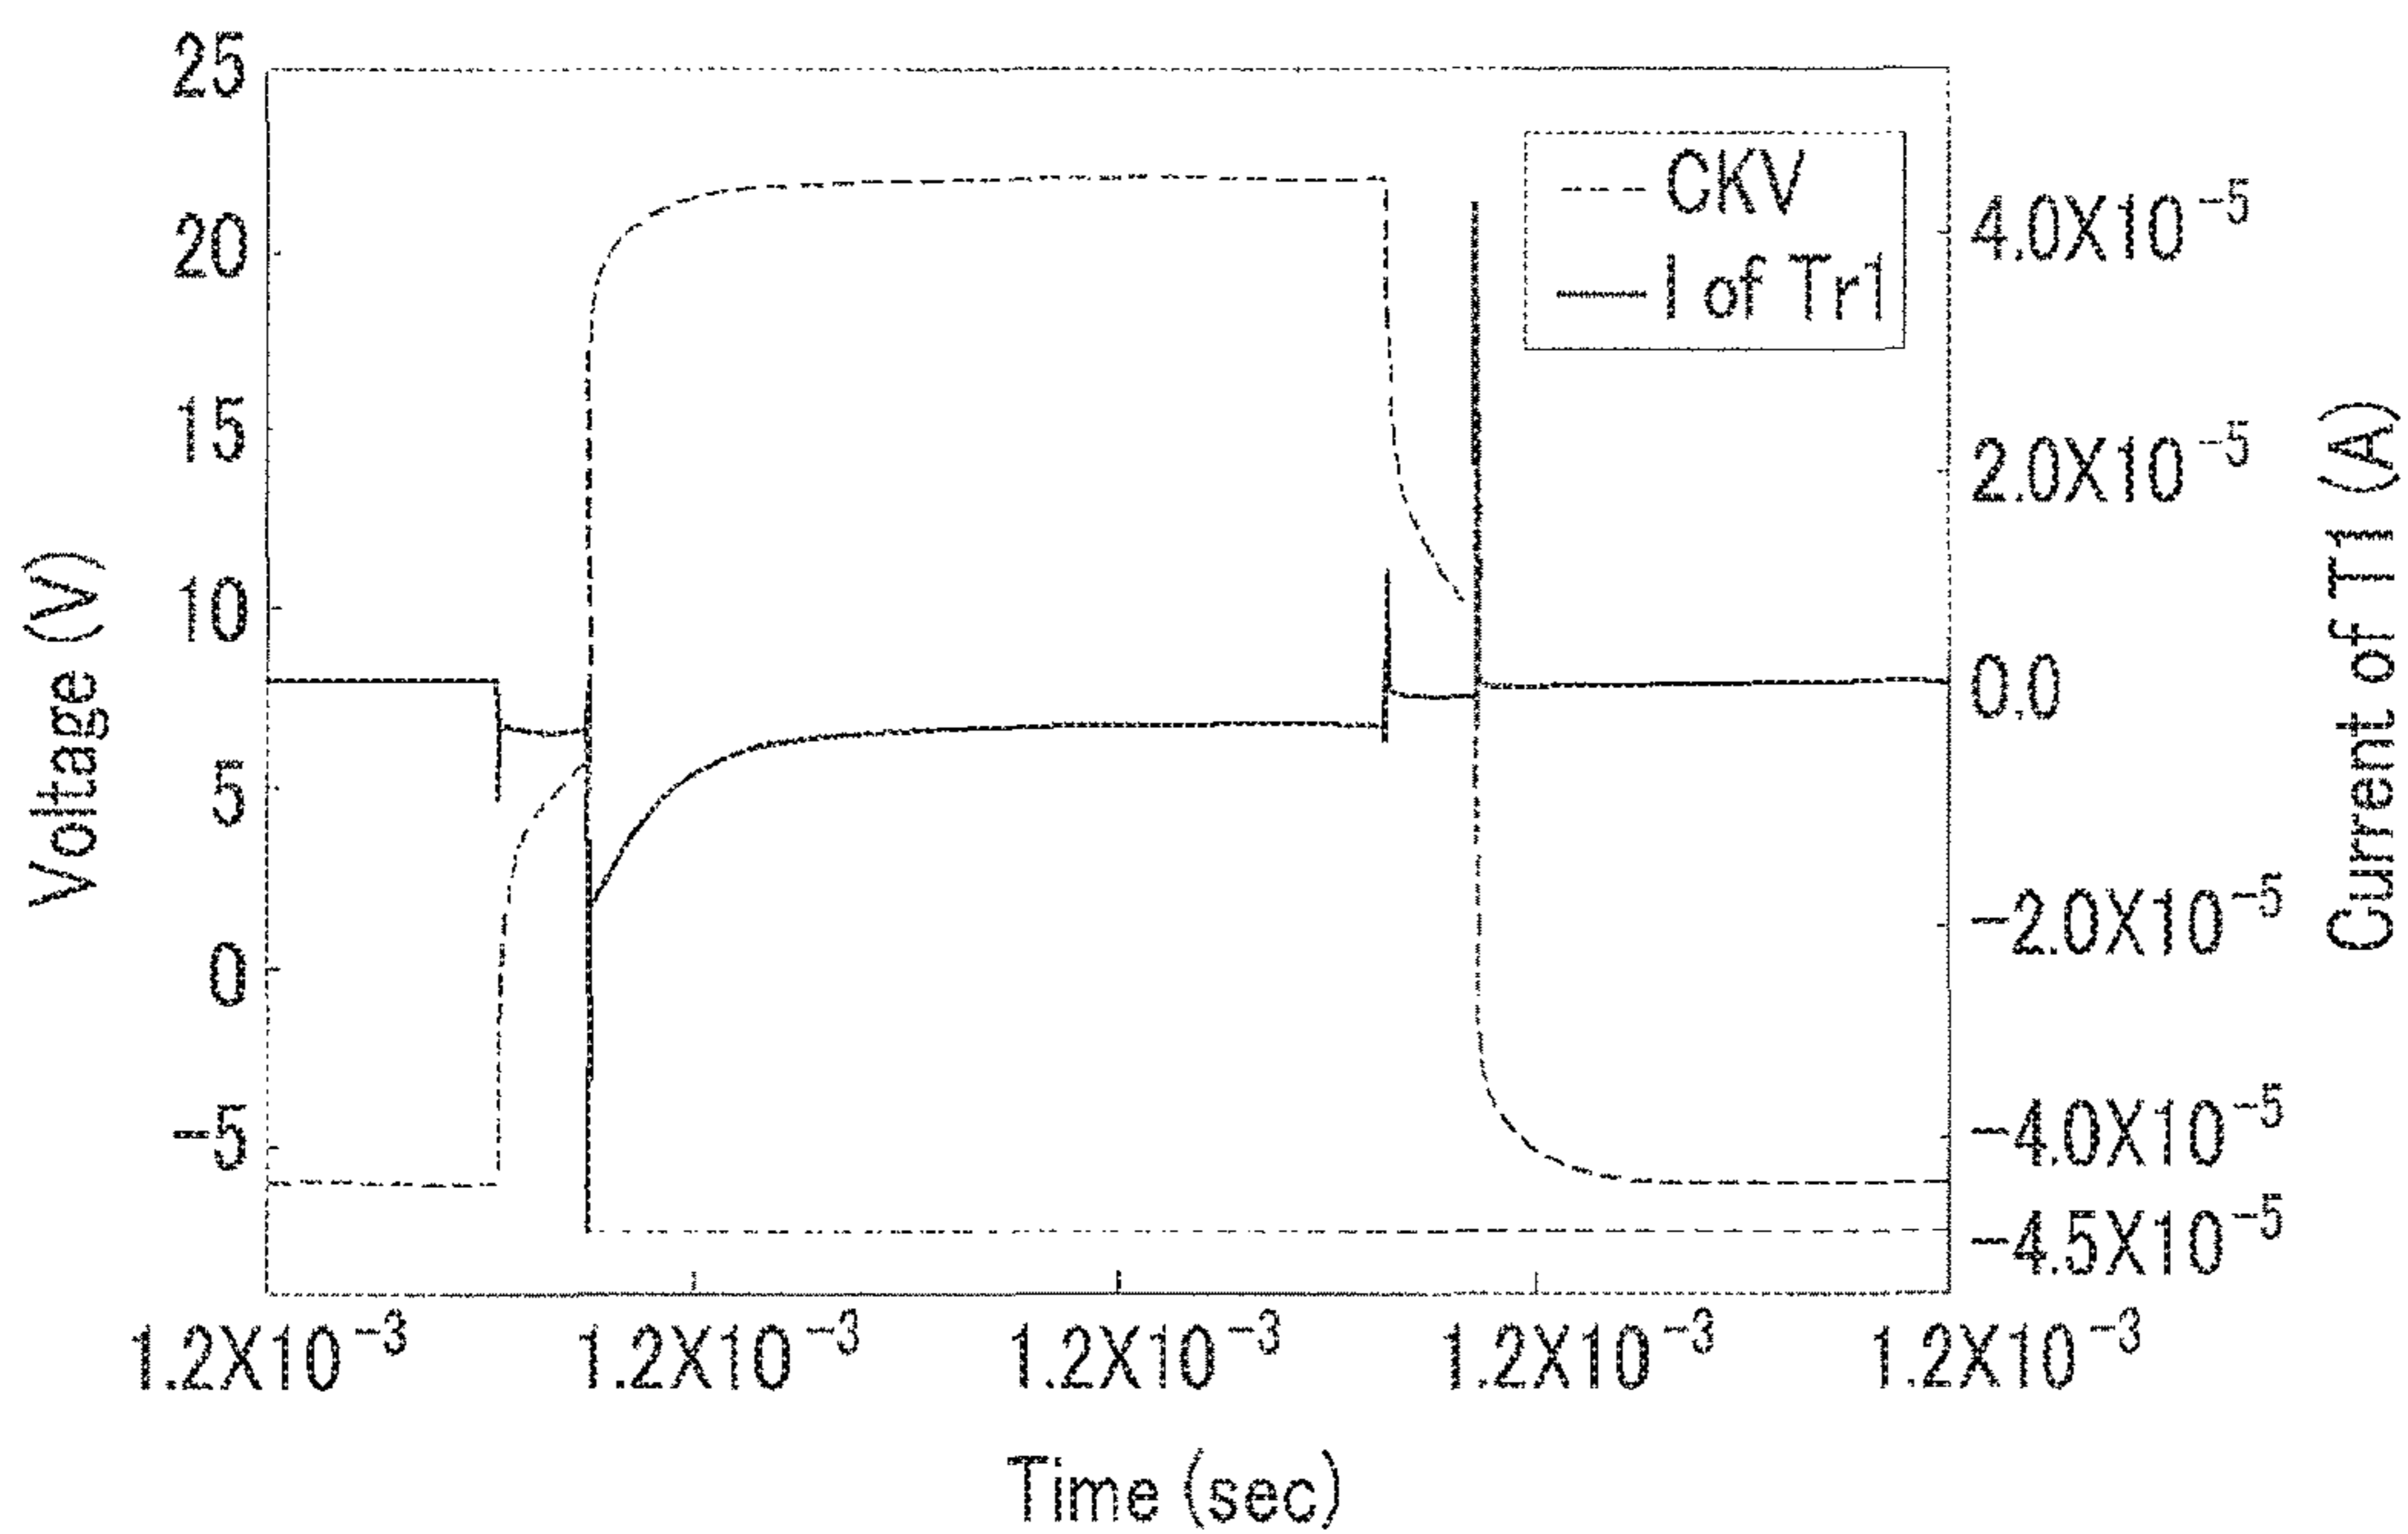 25
20
15
10
5
0
-5
Voltage (V)
CKV
I of Tr1
4.0X10⁻⁵
2.0X10⁻⁵
0.0
-2.0X10⁻⁵
-4.0X10⁻⁵
-4.5X10⁻⁵
Current of T1 (A)
1.2X10⁻³ 1.2X10⁻³ 1.2X10⁻³ 1.2X10⁻³ 1.2X10⁻³
Time (sec)